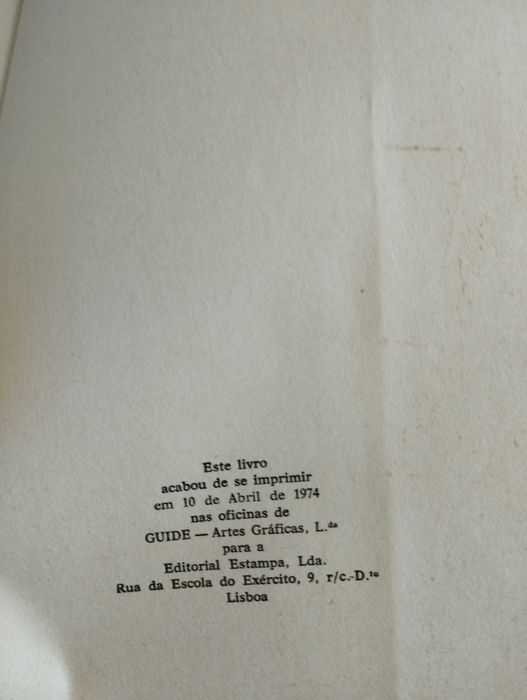 Este livro
acabou de se imprimir
em 10 de Abril de 1974
nas oficinas de
GUIDE — Artes Gráficas, L.da
para a
Editorial Estampa, Lda.
Rua da Escola do Exército, 9, r/c.-D.to
Lisboa